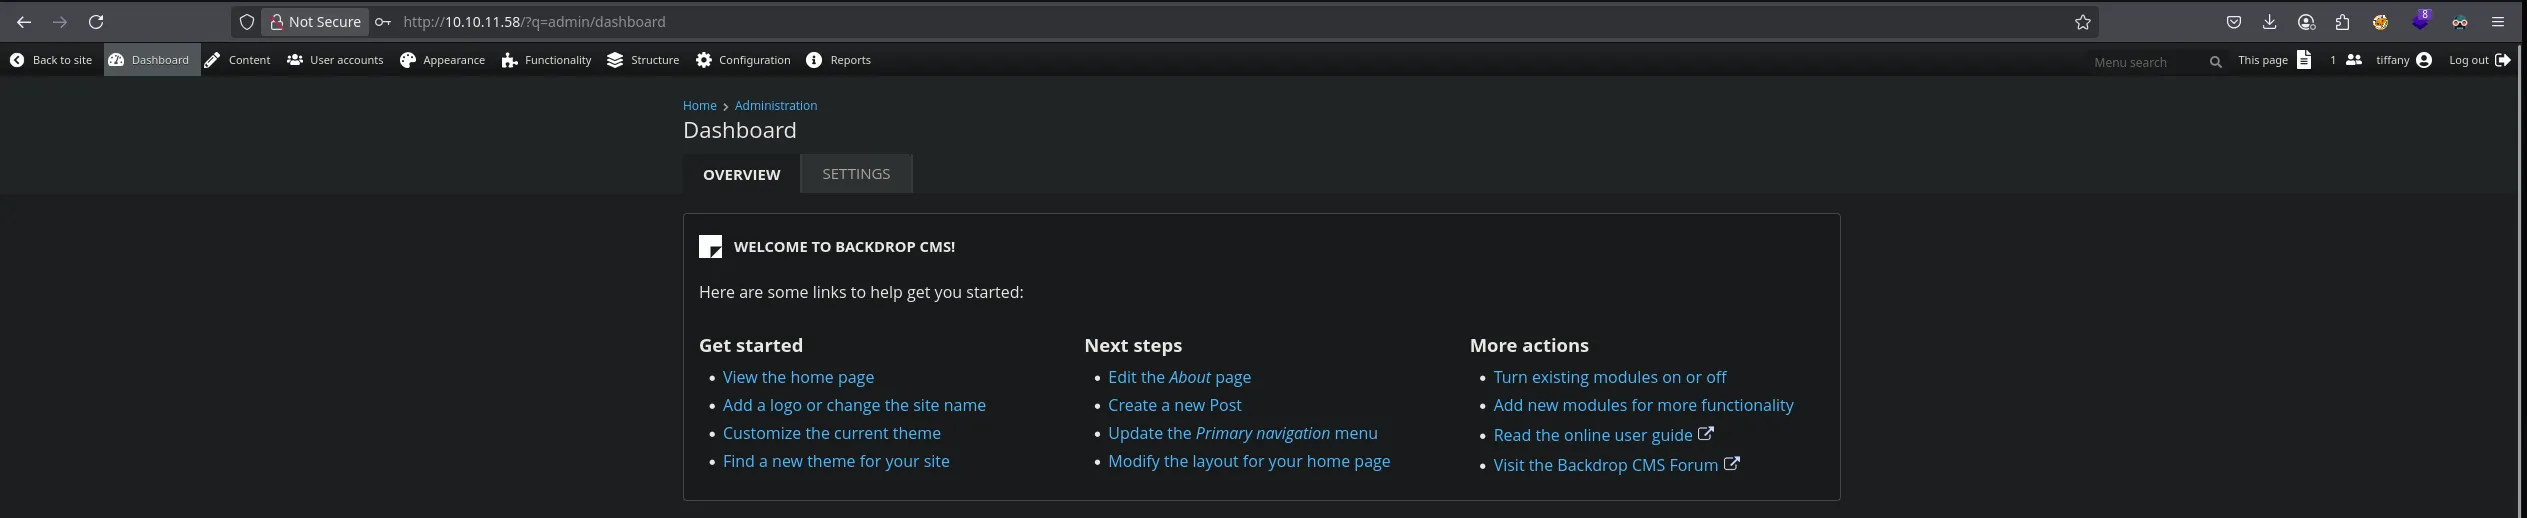 Not Secure http://10.10.11.58/?q=admin/dashboard 8
Back to site Dashboard Content User accounts Appearance Functionality Structure Configuration Reports Menu search This page 1 tiffany Log out
Home › Administration
Dashboard
OVERVIEW SETTINGS
WELCOME TO BACKDROP CMS!
Here are some links to help get you started:
Get started
• View the home page
• Add a logo or change the site name
• Customize the current theme
• Find a new theme for your site
Next steps
• Edit the About page
• Create a new Post
• Update the Primary navigation menu
• Modify the layout for your home page
More actions
• Turn existing modules on or off
• Add new modules for more functionality
• Read the online user guide
• Visit the Backdrop CMS Forum